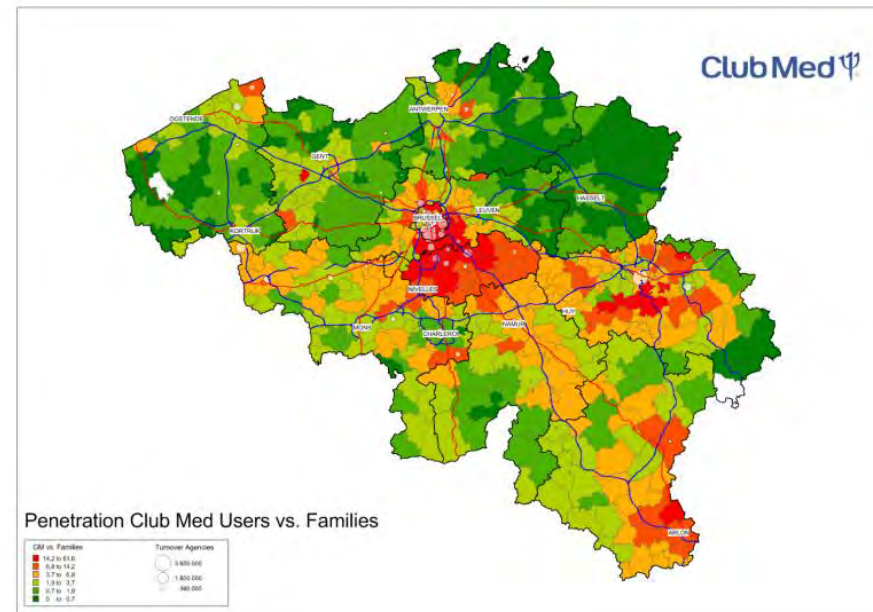 Club Med
OOSTENDE
ANTWERPEN
GENT
BRUSSEL
LEUVEN
HASSELT
KORTRIJK
NIVELLES
HUY
NAMUR
MONS
CHARLEROI
ARLON
Penetration Club Med Users vs. Families
GM vs. Families
14,2 to 61,6
6,8 to 14,2
3,7 to 6,8
1,9 to 3,7
0,7 to 1,9
0 to 0,7
Turnover Agencies
3.600.000
1.800.000
360.000